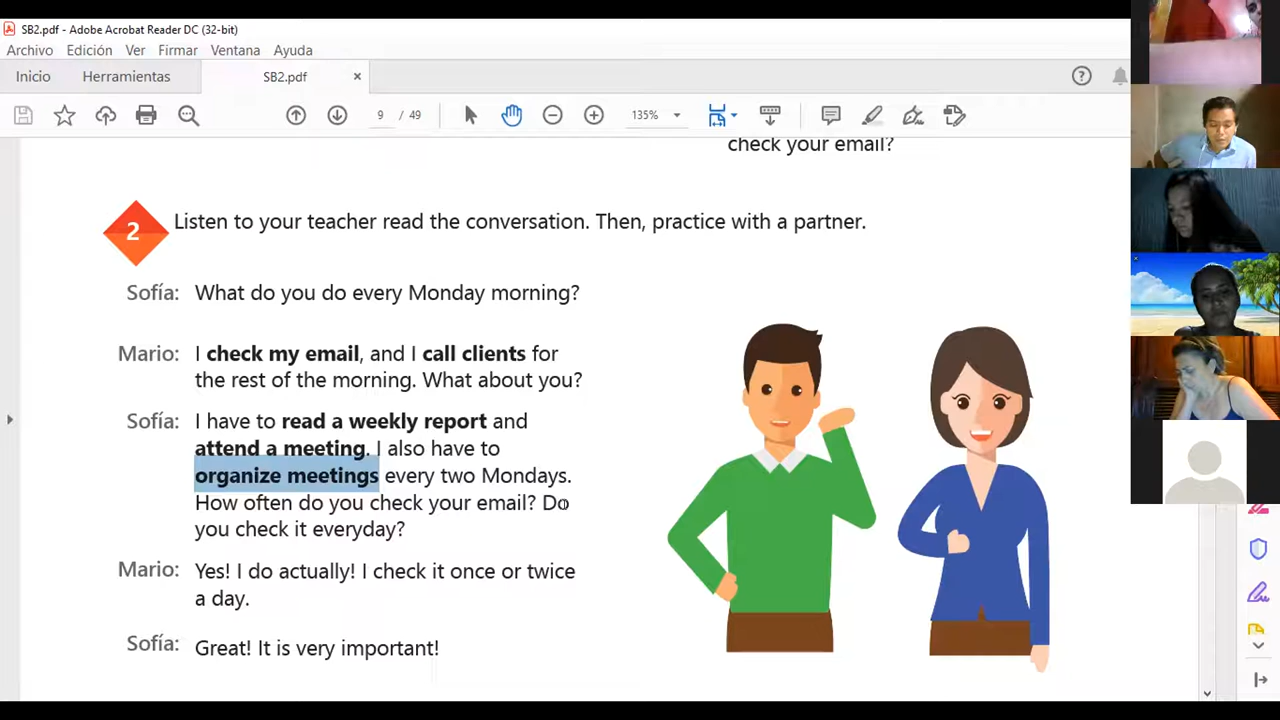 SB2.pdf - Adobe Acrobat Reader DC (32-bit)
Archivo Edición Ver Firmar Ventana Ayuda
Inicio Herramientas SB2.pdf ×
9 / 49 135%
check your email?
2 Listen to your teacher read the conversation. Then, practice with a partner.
Sofía: What do you do every Monday morning?
Mario: I check my email, and I call clients for
the rest of the morning. What about you?
Sofía: I have to read a weekly report and
attend a meeting. I also have to
organize meetings every two Mondays.
How often do you check your email? Do
you check it everyday?
Mario: Yes! I do actually! I check it once or twice
a day.
Sofía: Great! It is very important!